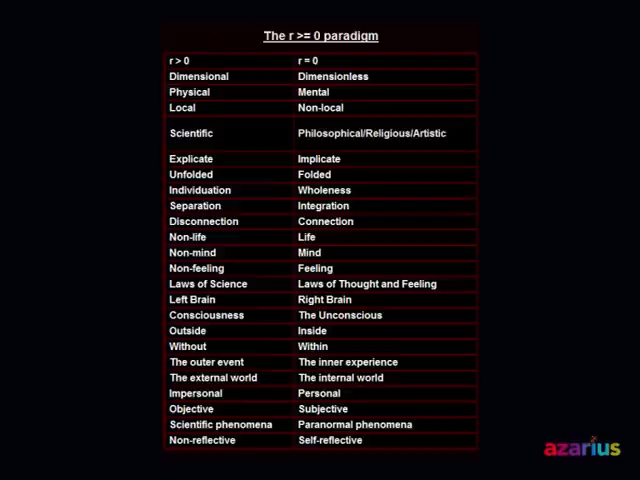 The r >= 0 paradigm
r > 0 r = 0
Dimensional Dimensionless
Physical Mental
Local Non-local
Scientific Philosophical/Religious/Artistic
Explicate Implicate
Unfolded Folded
Individuation Wholeness
Separation Integration
Disconnection Connection
Non-life Life
Non-mind Mind
Non-feeling Feeling
Laws of Science Laws of Thought and Feeling
Left Brain Right Brain
Consciousness The Unconscious
Outside Inside
Without Within
The outer event The inner experience
The external world The internal world
Impersonal Personal
Objective Subjective
Scientific phenomena Paranormal phenomena
Non-reflective Self-reflective
azarius